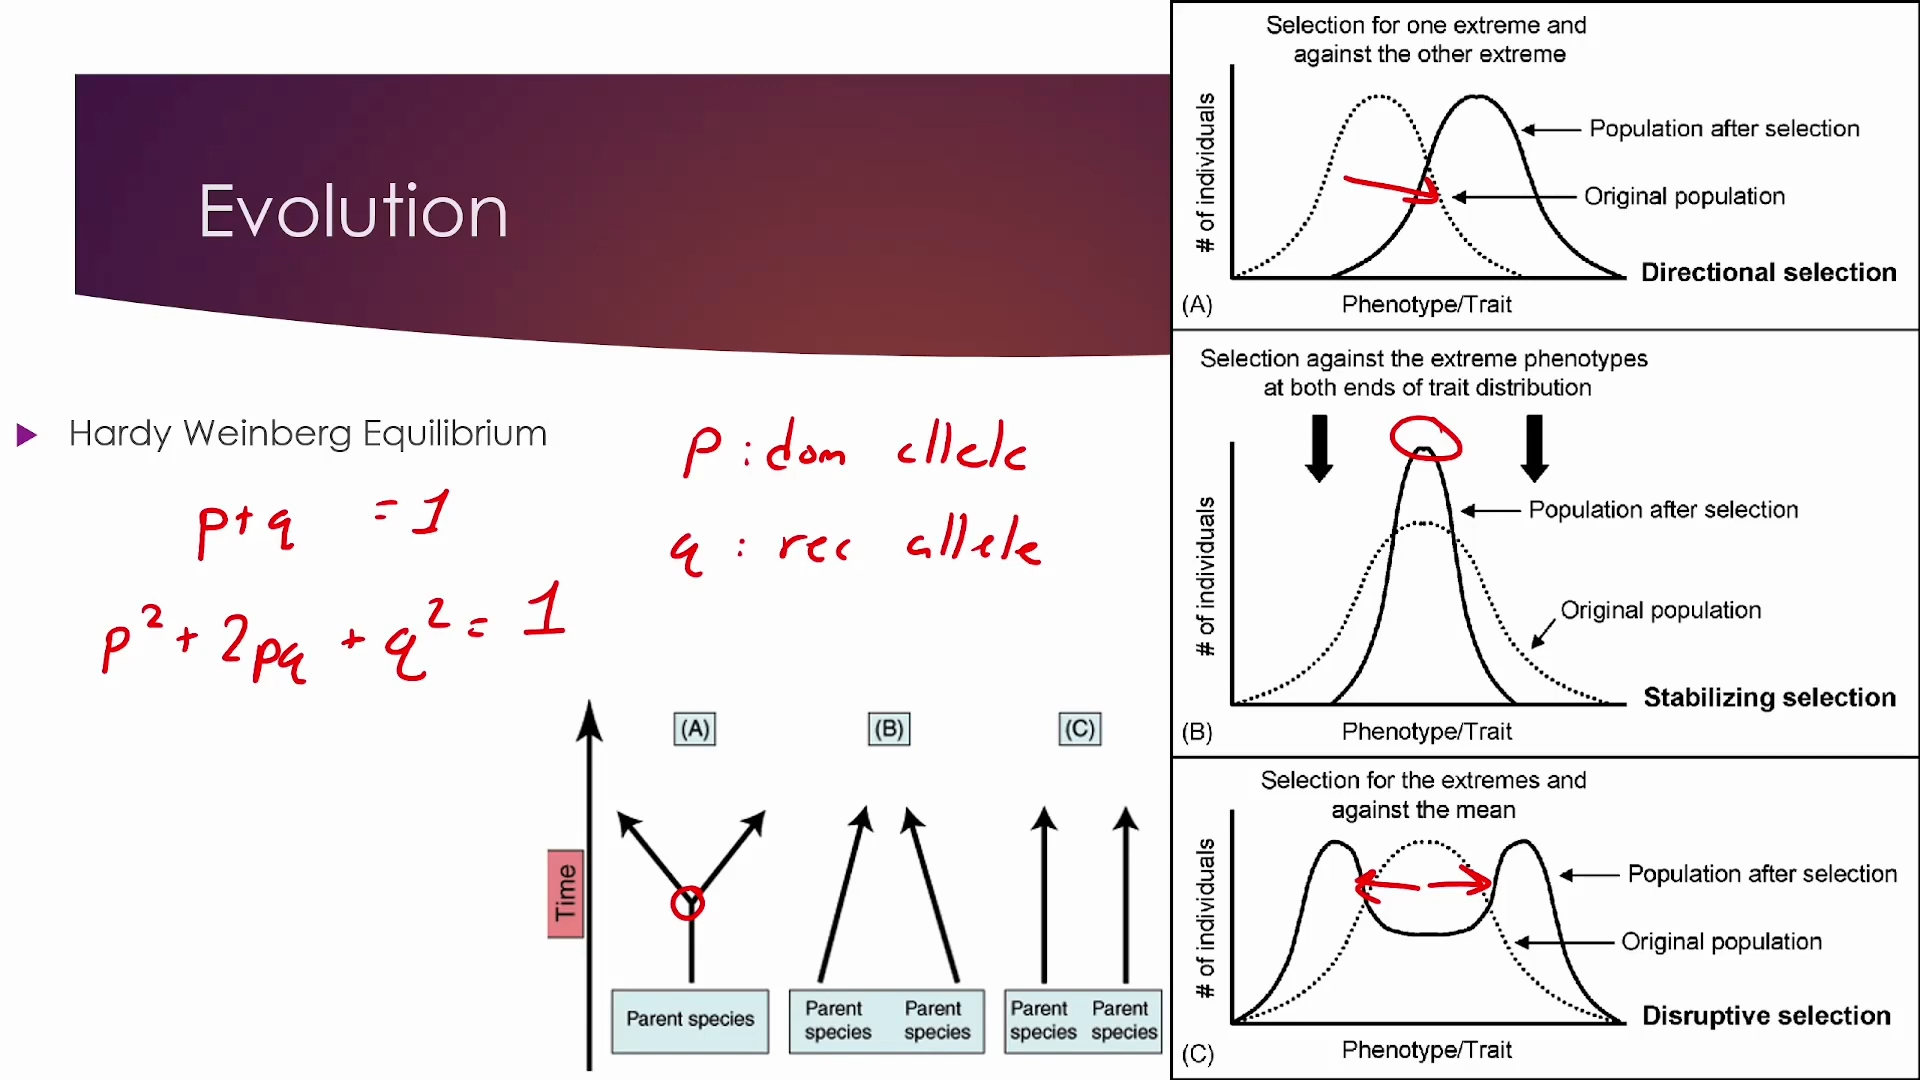 Evolution
Hardy Weinberg Equilibrium
p+q = 1
p² + 2pq + q² = 1
p : dom allele
q : rec allele
Time
(A)
(B)
(C)
Parent species
Parent species
Parent species
Parent species
Parent species
Selection for one extreme and
against the other extreme
# of individuals
Population after selection
Original population
Directional selection
(A)
Phenotype/Trait
Selection against the extreme phenotypes
at both ends of trait distribution
# of individuals
Population after selection
Original population
Stabilizing selection
(B)
Phenotype/Trait
Selection for the extremes and
against the mean
# of individuals
Population after selection
Original population
Disruptive selection
(C)
Phenotype/Trait